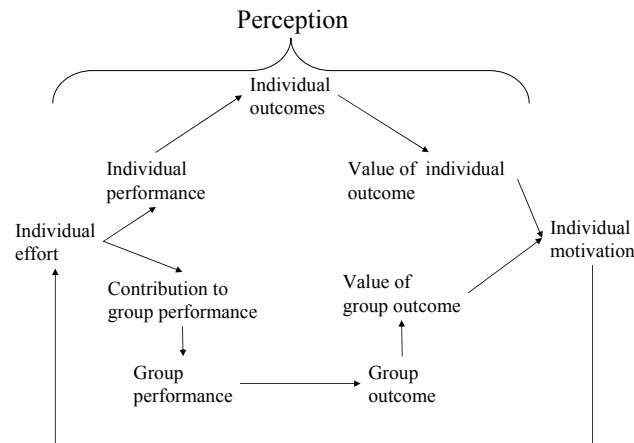 Perception
Individual
outcomes
Individual
performance
Value of individual
outcome
Individual
effort
Individual
motivation
Contribution to
group performance
Value of
group outcome
Group
performance
Group
outcome